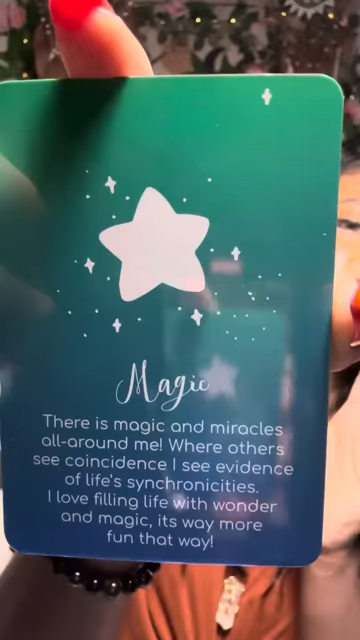 Magic
There is magic and miracles
all-around me! Where others
see coincidence I see evidence
of life's synchronicities.
I love filling life with wonder
and magic, its way more
fun that way!